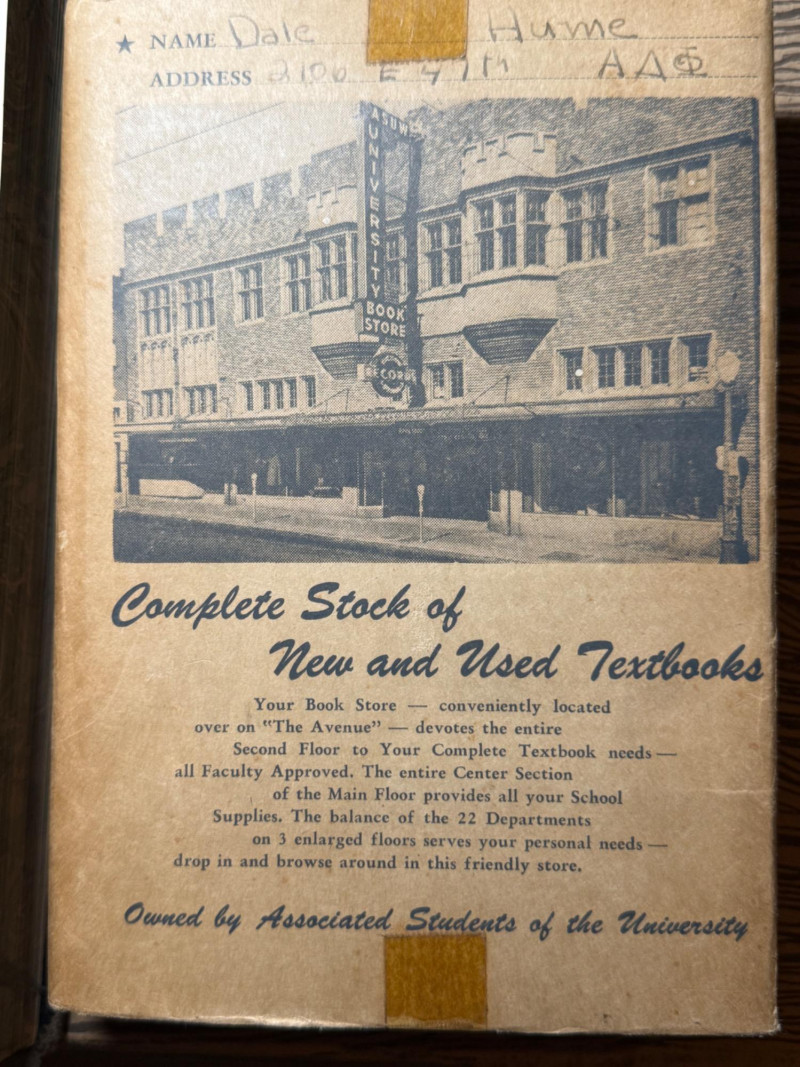 ★ NAME Dale Hume
ADDRESS 2106 E 47th ΑΔΦ
ASUW
UNIVERSITY
BOOK
STORE
RECORDS
Complete Stock of
New and Used Textbooks
Your Book Store — conveniently located
over on "The Avenue" — devotes the entire
Second Floor to Your Complete Textbook needs —
all Faculty Approved. The entire Center Section
of the Main Floor provides all your School
Supplies. The balance of the 22 Departments
on 3 enlarged floors serves your personal needs —
drop in and browse around in this friendly store.
Owned by Associated Students of the University